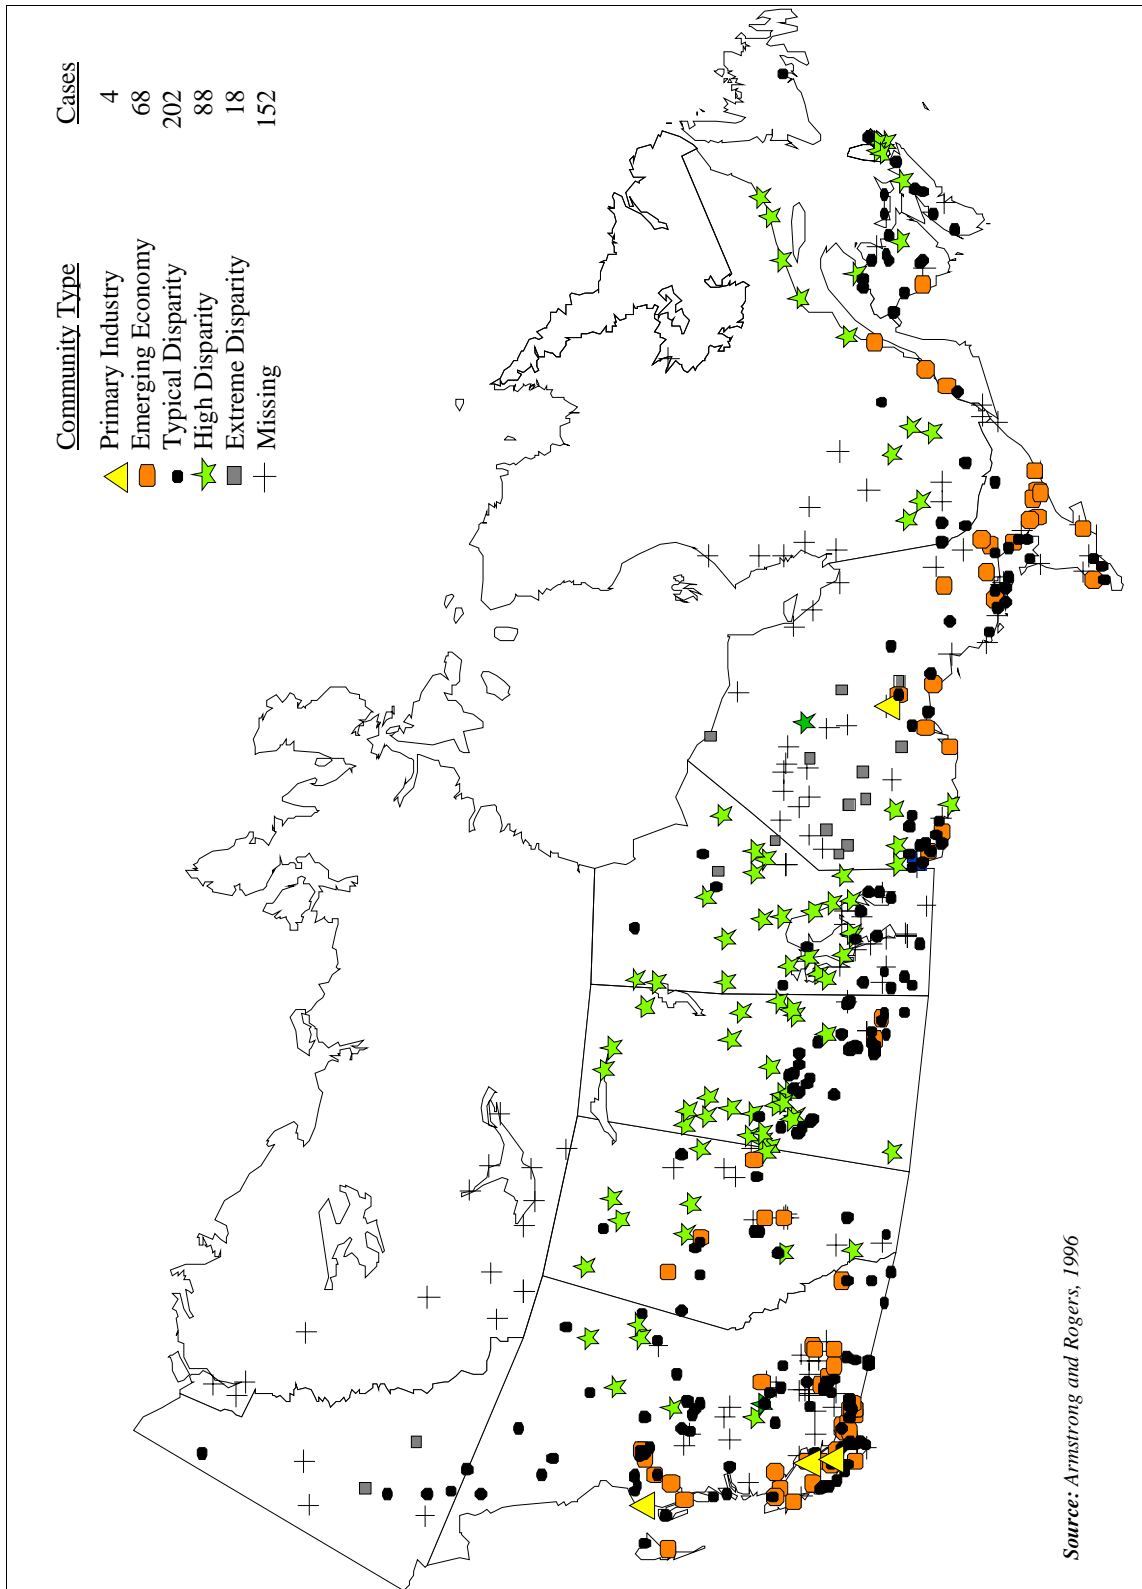 Community Type Cases
Primary Industry 4
Emerging Economy 68
Typical Disparity 202
High Disparity 88
Extreme Disparity 18
Missing 152
Source: Armstrong and Rogers, 1996